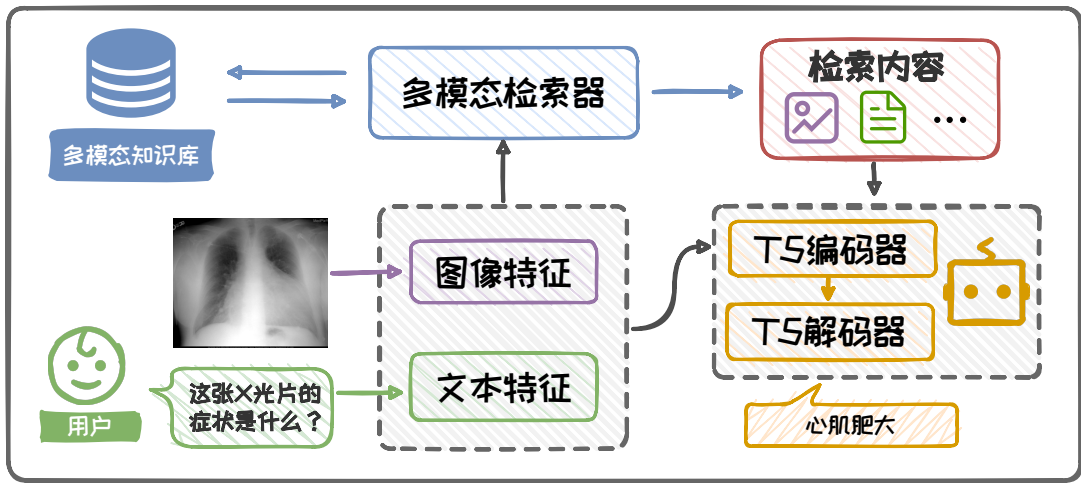 多模态检索器
检索内容
...
多模态知识库
图像特征
T5编码器
T5解码器
这张X光片的
症状是什么？
文本特征
用户
心肌肥大